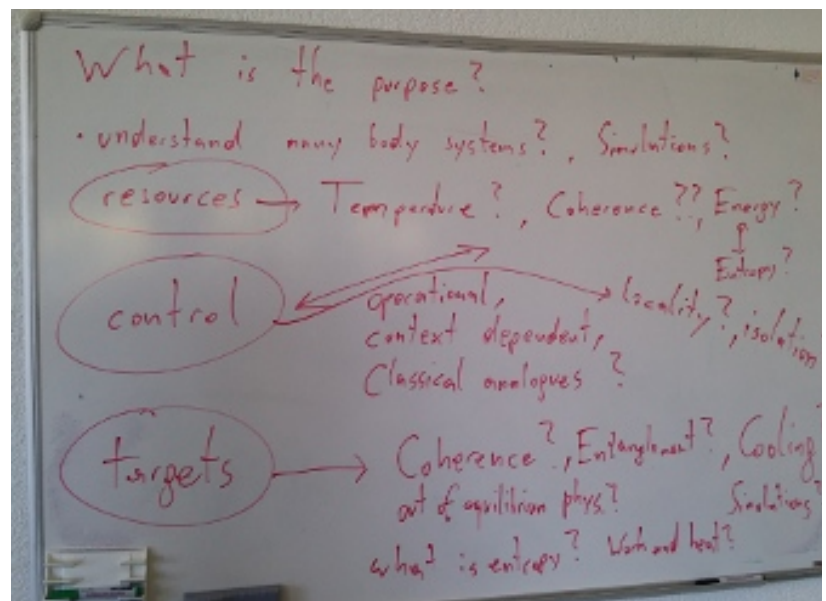 What is the purpose?
• understand many body systems?, Simulations?
resources → Temperature?, Coherence??, Energy?
Entropy?
control
operational,
locality?, isolation
context dependent,
Classical analogues?
targets → Coherence?, Entanglment?, Cooling?
out of equilibrium phys? Simulations?
what is entropy? Work and heat?